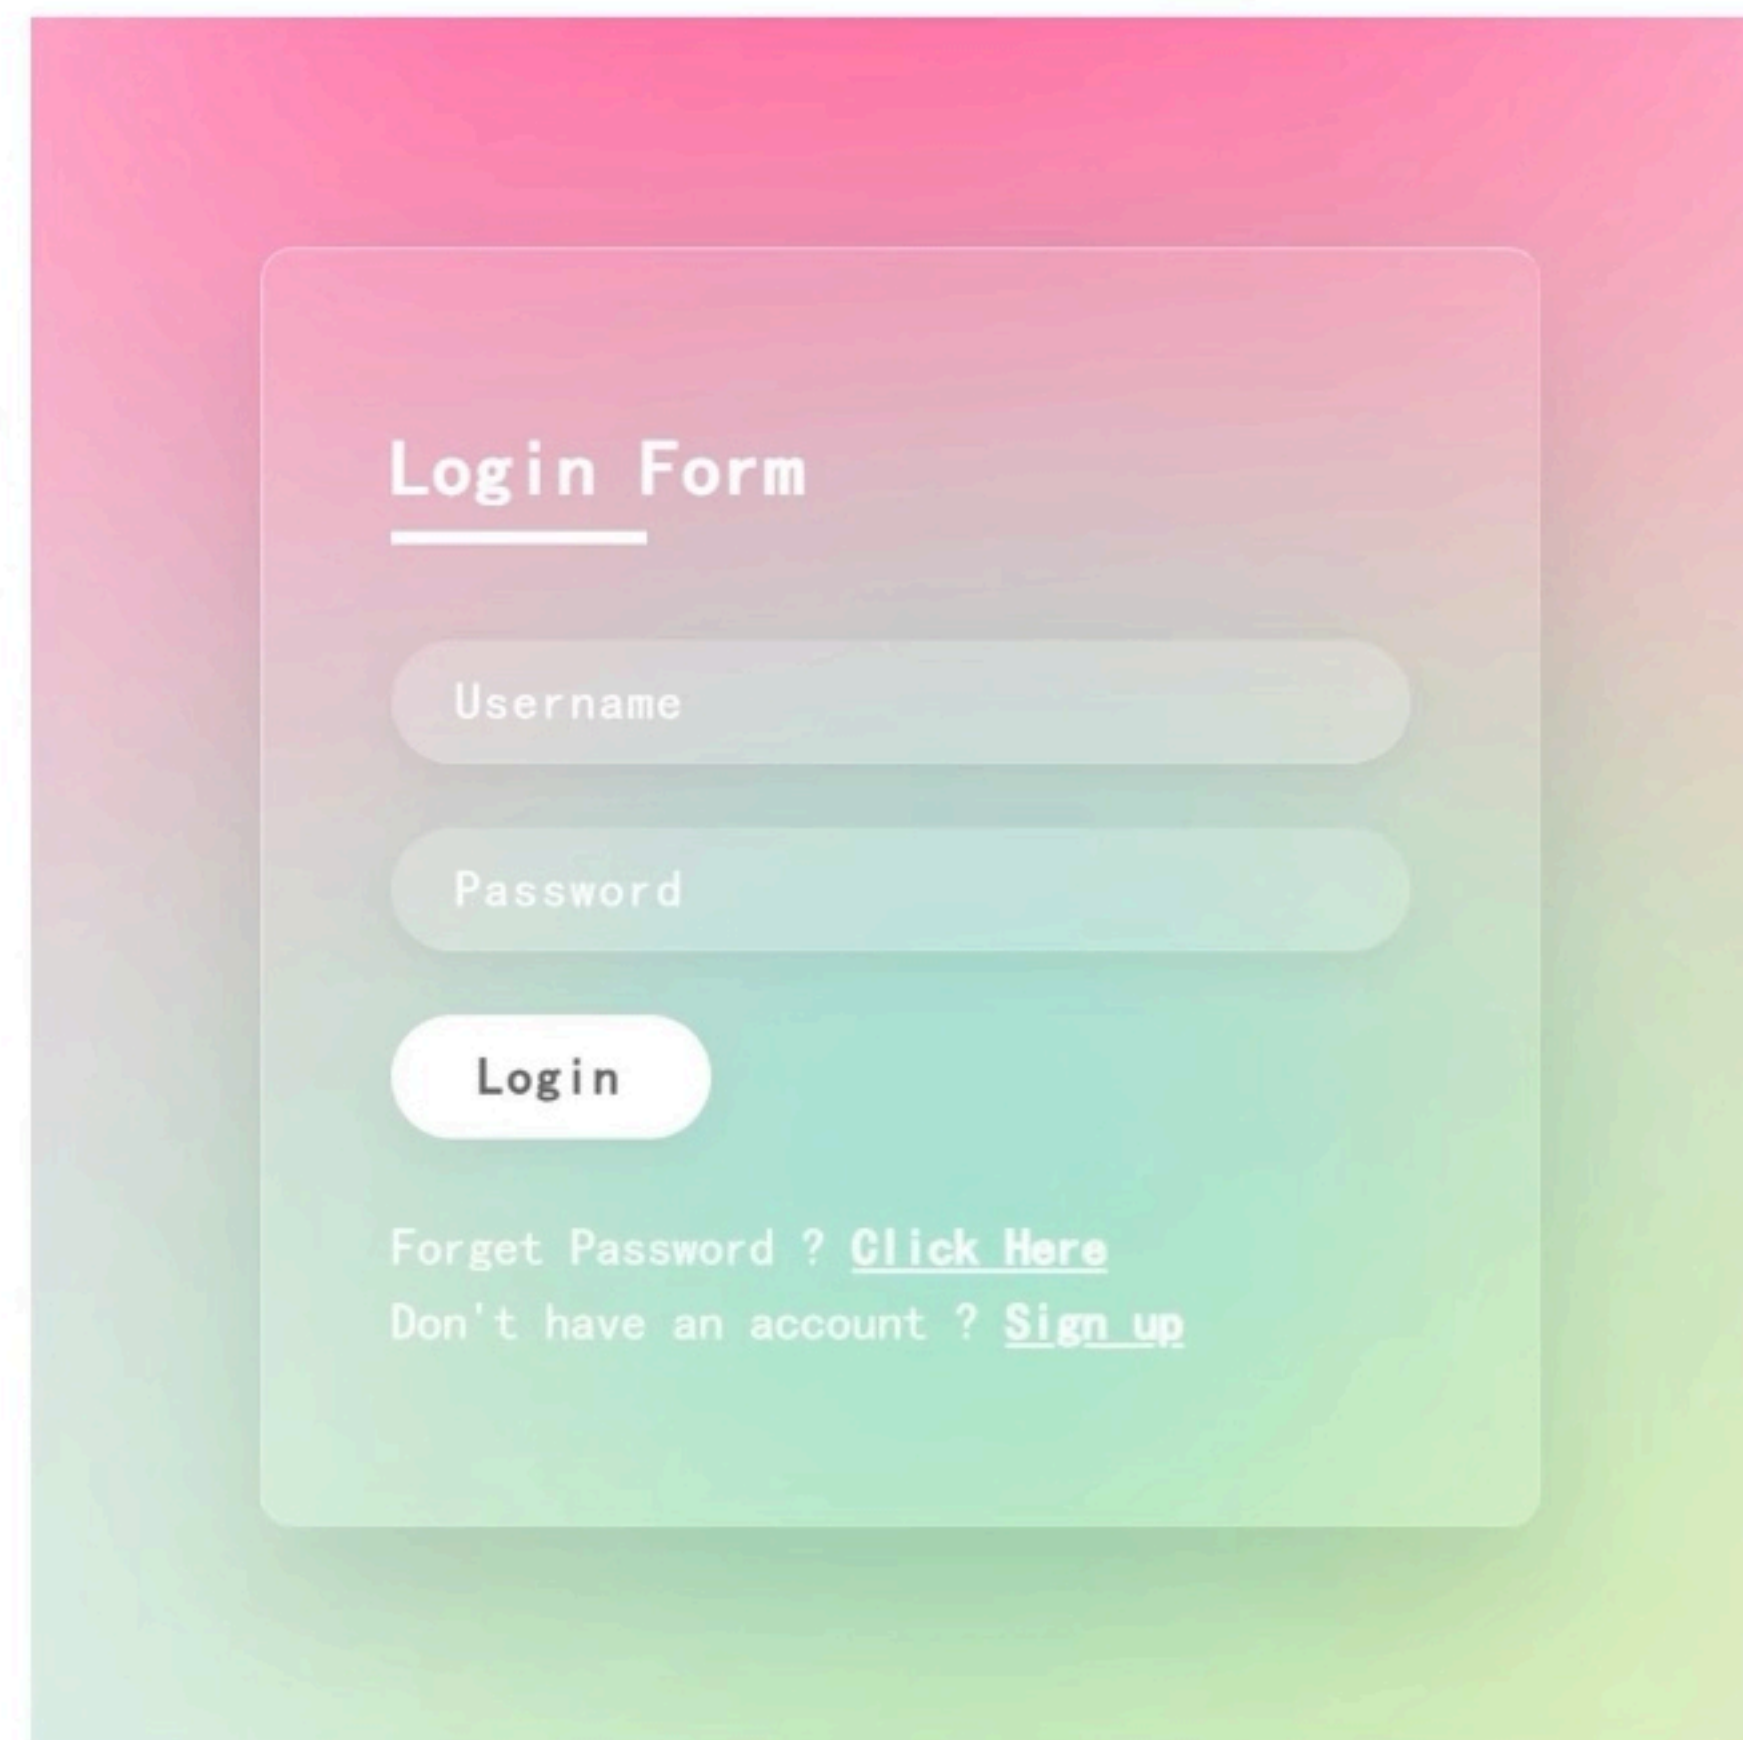 Login Form
Username
Password
Login
Forget Password ? Click Here
Don't have an account ? Sign up